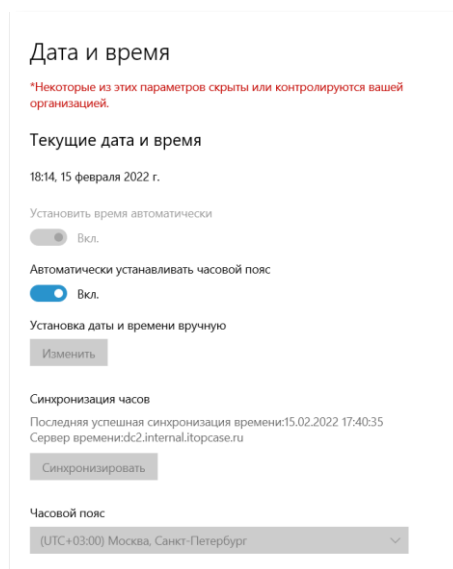 Дата и время
*Некоторые из этих параметров скрыты или контролируются вашей
организацией.
Текущие дата и время
18:14, 15 февраля 2022 г.
Установить время автоматически
Вкл.
Автоматически устанавливать часовой пояс
Вкл.
Установка даты и времени вручную
Изменить
Синхронизация часов
Последняя успешная синхронизация времени:15.02.2022 17:40:35
Сервер времени:dc2.internal.itopcase.ru
Синхронизировать
Часовой пояс
(UTC+03:00) Москва, Санкт-Петербург